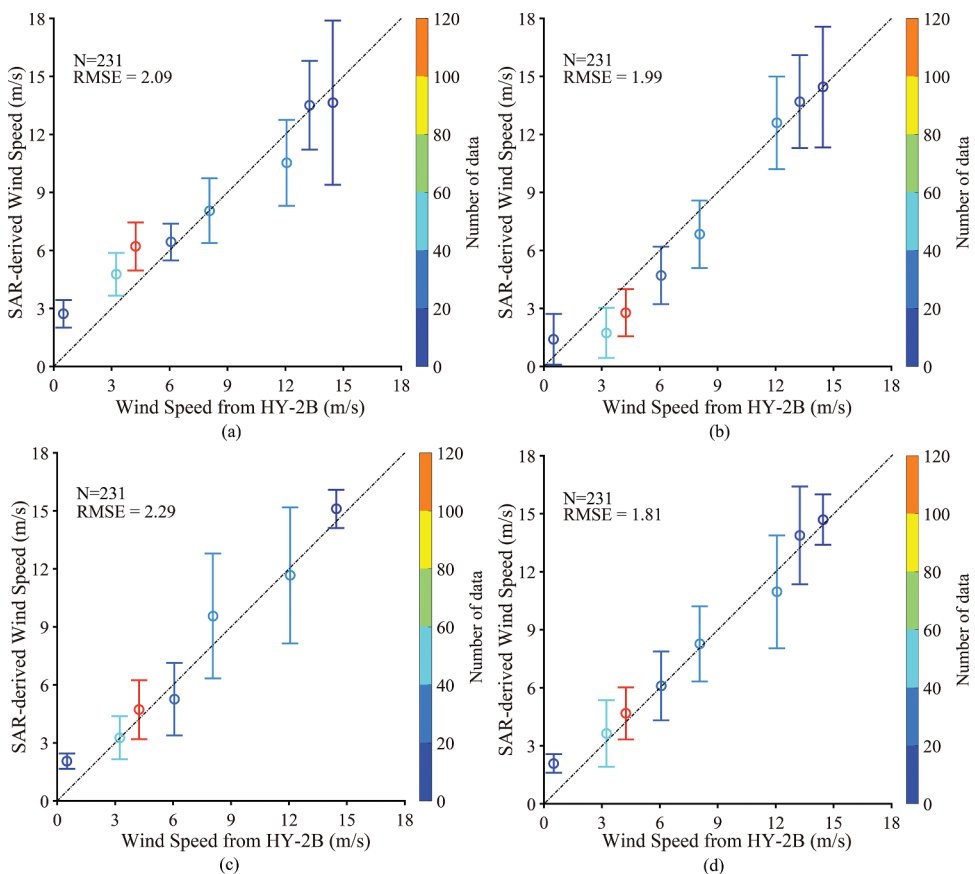 18
15
12
9
6
3
0
SAR-derived Wind Speed (m/s)
N=231
RMSE = 2.09
0 3 6 9 12 15 18
Wind Speed from HY-2B (m/s)
120
100
80
60
40
20
0
Number of data
(a)
18
15
12
9
6
3
0
SAR-derived Wind Speed (m/s)
N=231
RMSE = 1.99
0 3 6 9 12 15 18
Wind Speed from HY-2B (m/s)
120
100
80
60
40
20
0
Number of data
(b)
18
15
12
9
6
3
0
SAR-derived Wind Speed (m/s)
N=231
RMSE = 2.29
0 3 6 9 12 15 18
Wind Speed from HY-2B (m/s)
120
100
80
60
40
20
0
Number of data
(c)
18
15
12
9
6
3
0
SAR-derived Wind Speed (m/s)
N=231
RMSE = 1.81
0 3 6 9 12 15 18
Wind Speed from HY-2B (m/s)
120
100
80
60
40
20
0
Number of data
(d)